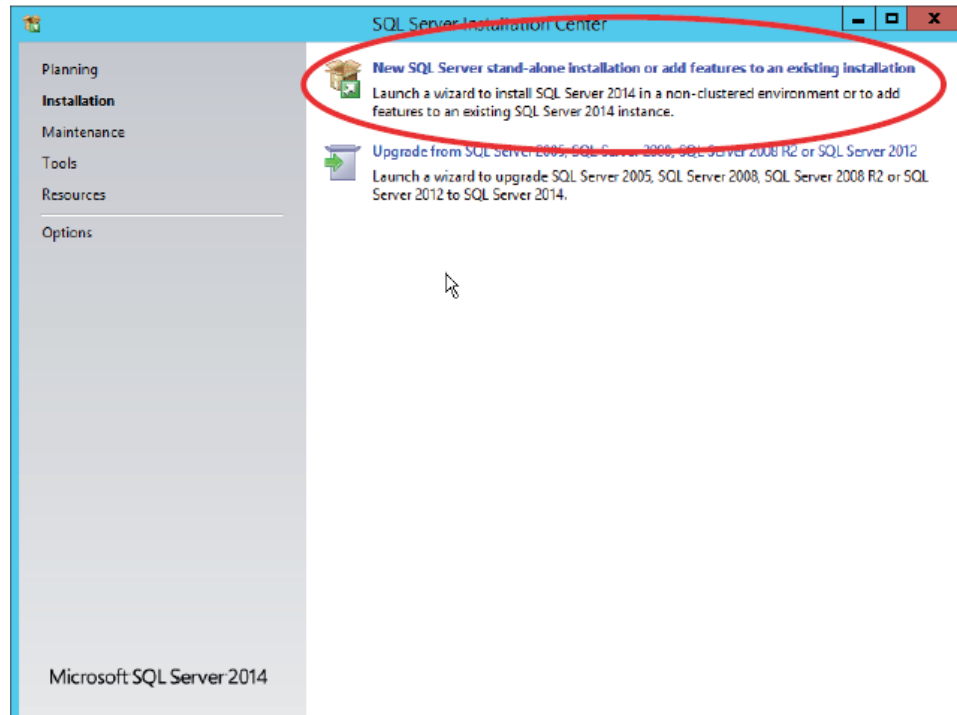 SQL Server Installation Center
Planning
Installation
Maintenance
Tools
Resources
Options
New SQL Server stand-alone installation or add features to an existing installation
Launch a wizard to install SQL Server 2014 in a non-clustered environment or to add
features to an existing SQL Server 2014 instance.
Upgrade from SQL Server 2005, SQL Server 2008, SQL Server 2008 R2 or SQL Server 2012
Launch a wizard to upgrade SQL Server 2005, SQL Server 2008, SQL Server 2008 R2 or SQL
Server 2012 to SQL Server 2014.
Microsoft SQL Server 2014